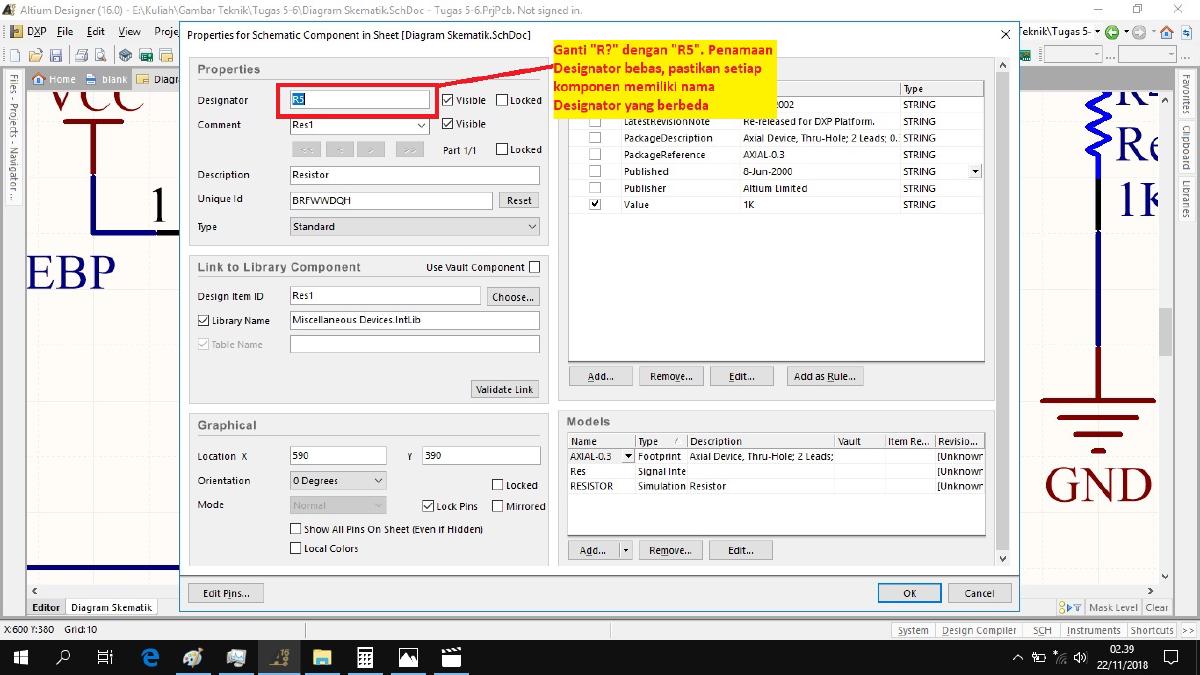 Altium Designer (16.0) - E:\Kuliah\Gambar Teknik\Tugas 5-6\Diagram Skematik.SchDoc - Tugas 5-6.PrjPcb. Not signed in.
DXP File Edit View Proje
eknik\Tugas 5-
Home blank Diagr
Files - Projects - Navigator ...
Favorites Clipboard Libraries
VCC
1
EBP
R4
Re
1K
GND
Properties for Schematic Component in Sheet [Diagram Skematik.SchDoc]
Ganti "R?" dengan "R5". Penamaan
Designator bebas, pastikan setiap
komponen memiliki nama
Designator yang berbeda
Properties
Designator R5 Visible Locked
Comment Res1 Visible
<< < > >> Part 1/1 Locked
Description Resistor
Unique Id BRFWWDQH Reset
Type Standard
Link to Library Component Use Vault Component
Design Item ID Res1 Choose...
Library Name Miscellaneous Devices.IntLib
Table Name
Validate Link
Graphical
Location X 590 Y 390
Orientation 0 Degrees Locked
Mode Normal Lock Pins Mirrored
Show All Pins On Sheet (Even if Hidden)
Local Colors
Type
2002 STRING
LatestRevisionNote Re-released for DXP Platform. STRING
PackageDescription Axial Device, Thru-Hole; 2 Leads; 0. STRING
PackageReference AXIAL-0.3 STRING
Published 8-Jun-2000 STRING
Publisher Altium Limited STRING
Value 1K STRING
Add... Remove... Edit... Add as Rule...
Models
Name Type Description Vault Item Re... Revisio...
AXIAL-0.3 Footprint Axial Device, Thru-Hole; 2 Leads; [Unknown
Res Signal Inte [Unknown
RESISTOR Simulation Resistor [Unknown
Add... Remove... Edit...
Edit Pins... OK Cancel
Editor Diagram Skematik Mask Level Clear
X:600 Y:380 Grid:10 System Design Compiler SCH Instruments Shortcuts >>
02.39
22/11/2018